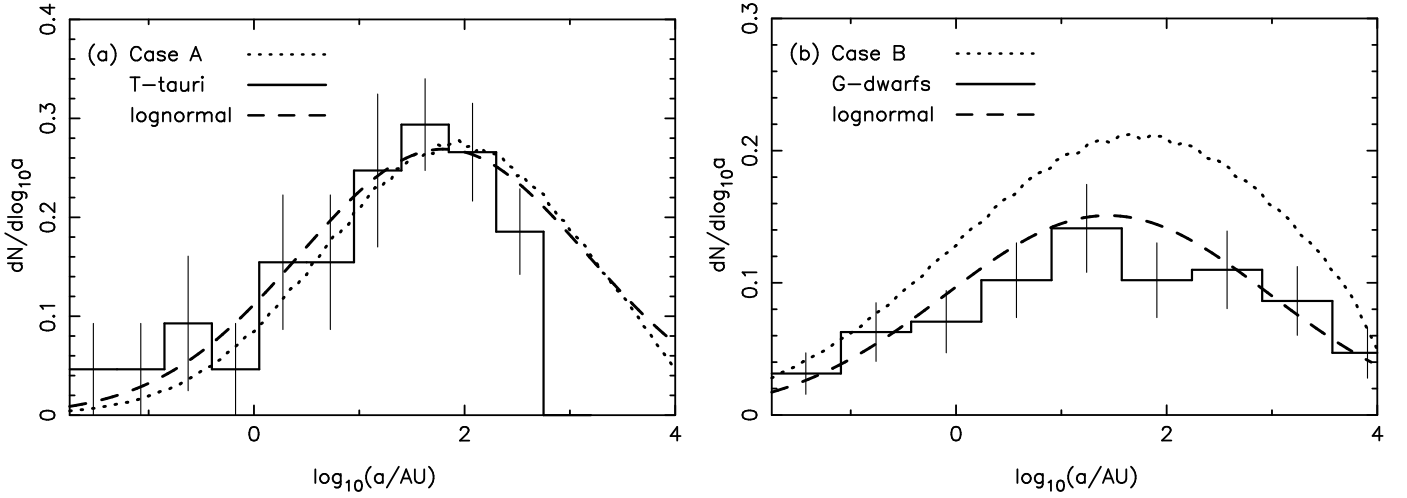 (a) Case A
T-tauri
lognormal
dN/dlog10a
0.4
0.3
0.2
0.1
0
0 2 4
log10(a/AU)
(b) Case B
G-dwarfs
lognormal
dN/dlog10a
0.3
0.2
0.1
0
0 2 4
log10(a/AU)